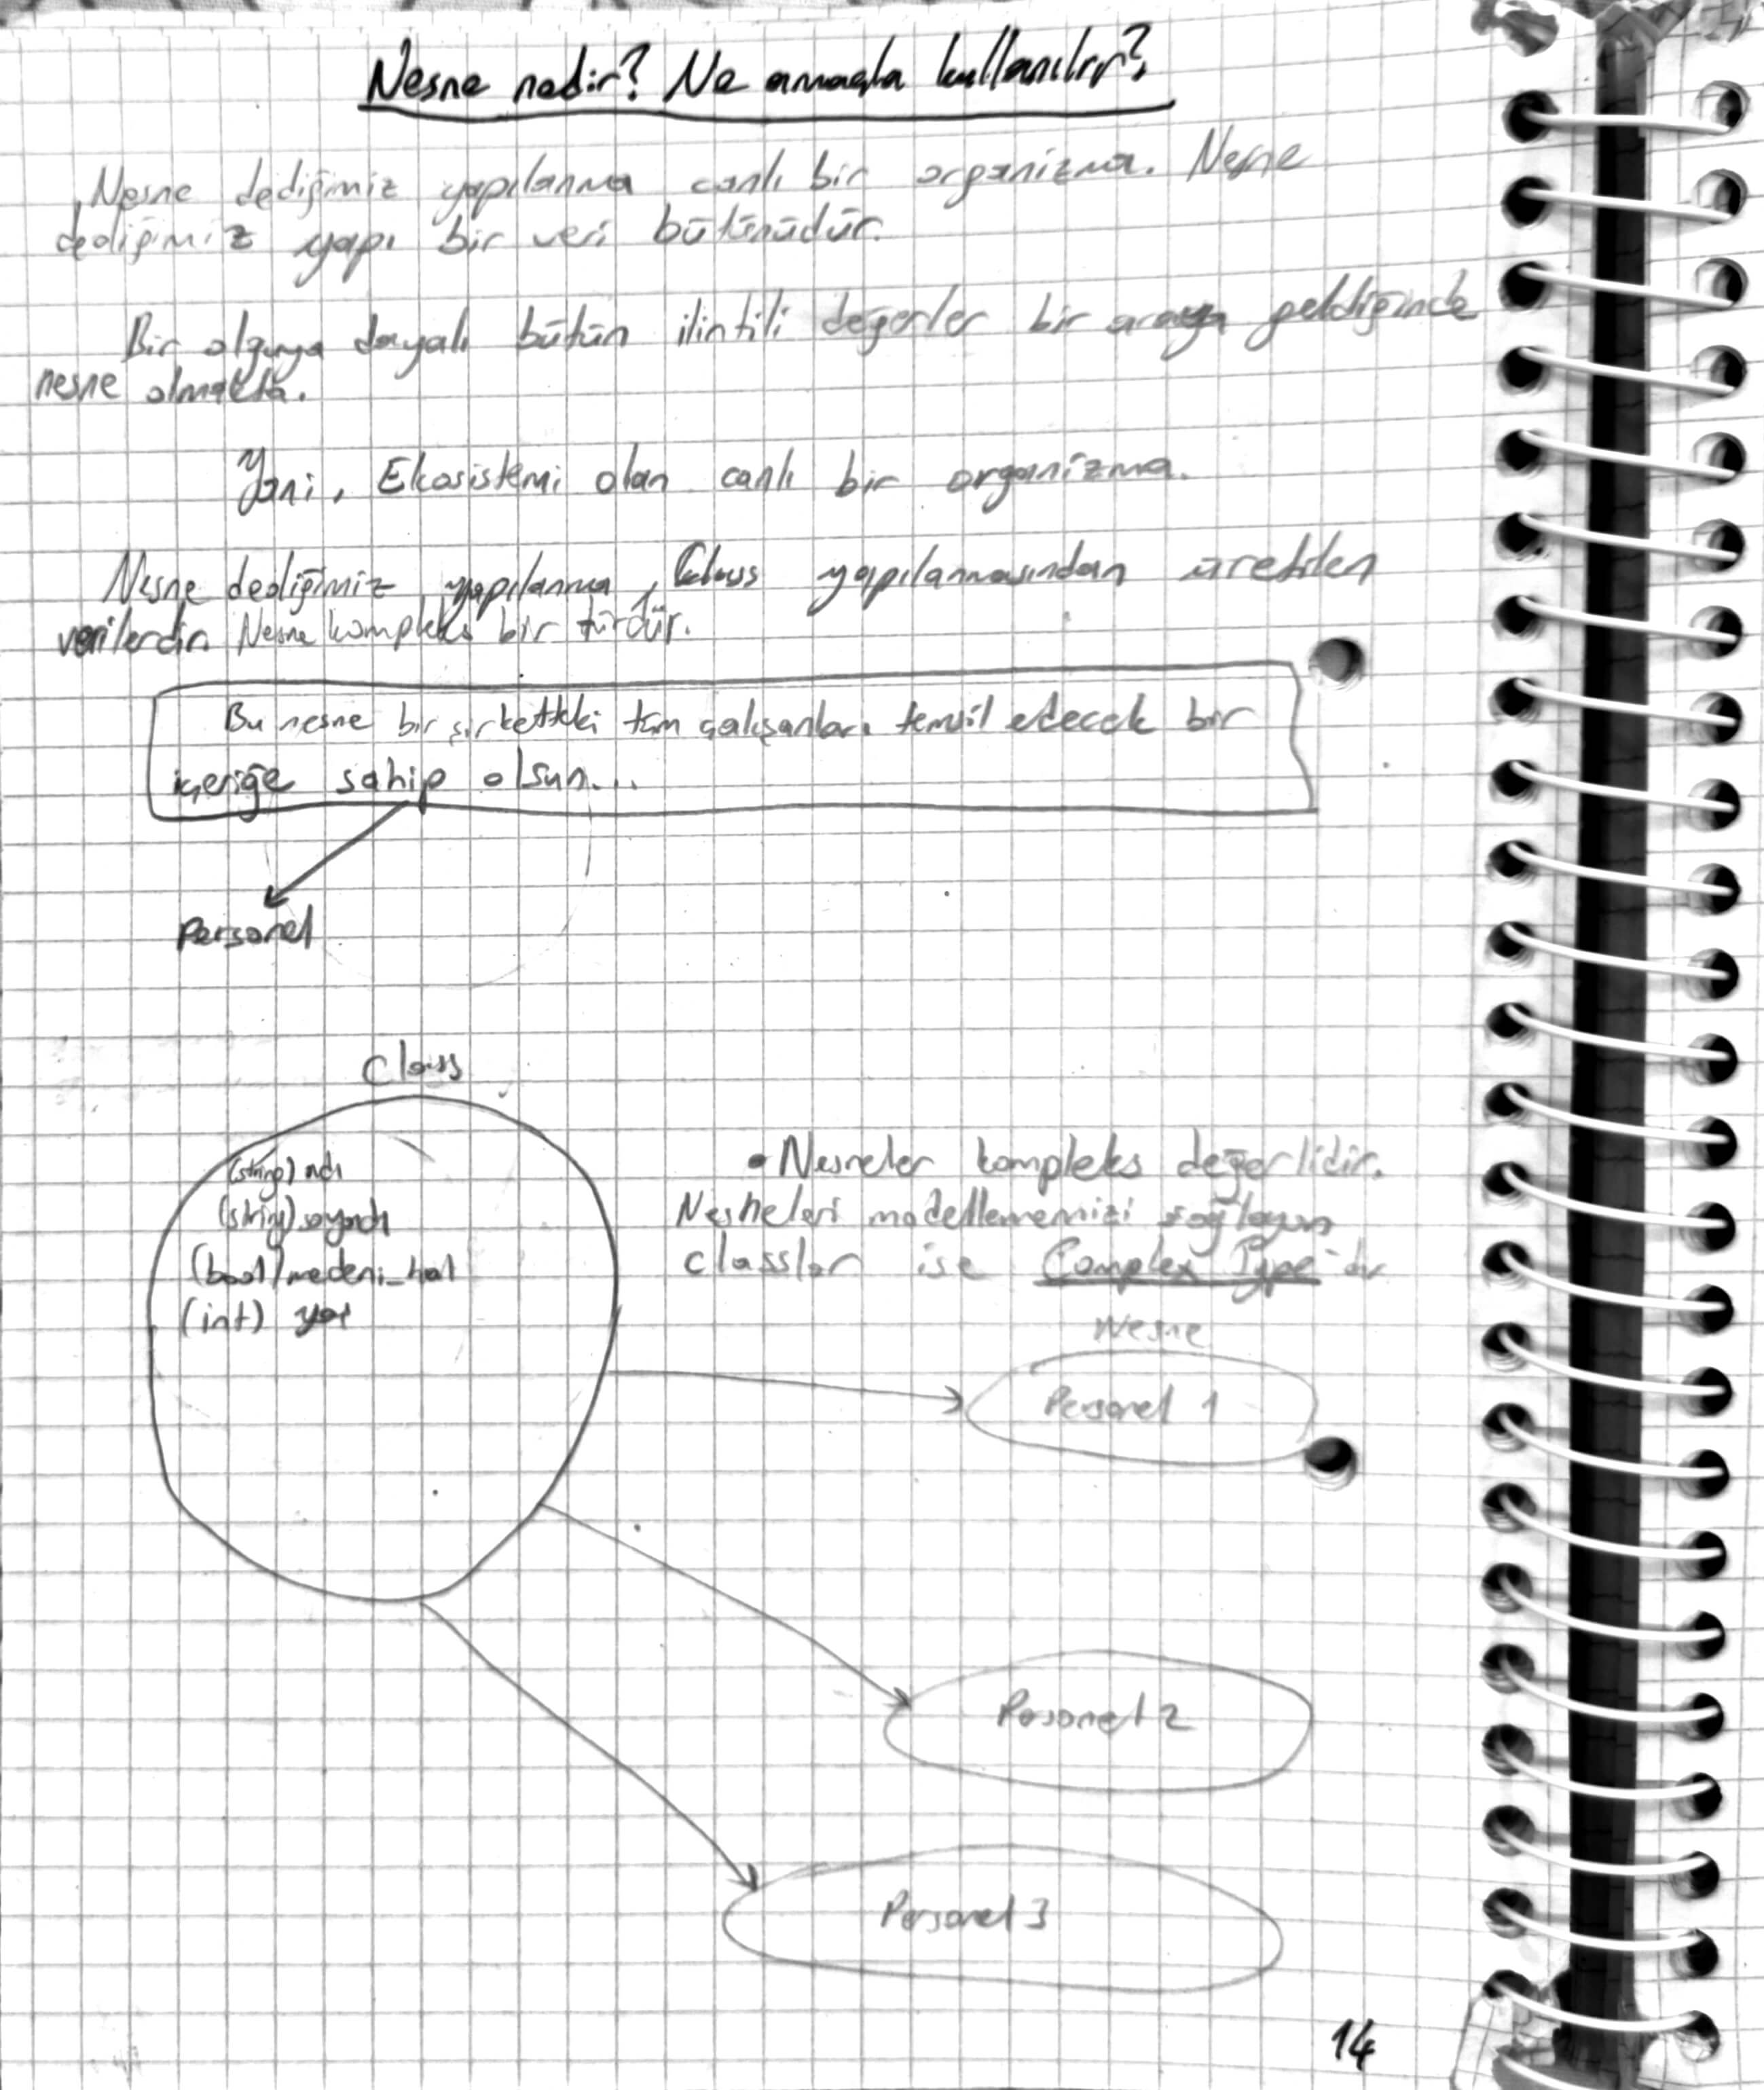 Nesne nedir? Ne amaçla kullanılır?
Nesne dediğimiz yapılanma canlı bir organizma. Nesne
dediğimiz yapı bir veri bütünüdür.
Bir olguya dayalı bütün ilintili değerler bir araya geldiğinde
nesne olmakta.
Yani, Ekosistemi olan canlı bir organizma.
Nesne dediğimiz yapılanma, Class yapılanmasından üretilen
verilerdir. Nesne kompleks bir türdür.
Bu nesne bir şirketteki tüm çalışanları temsil edecek bir
içeriğe sahip olsun...
Personel
Class
(string) adı
(string) soyadı
(bool) medeni_hal
(int) yaş
• Nesneler kompleks değerlidir.
Nesneleri modellememizi sağlayan
classlar ise Complex Type'dır
Nesne
Personel 1
Personel 2
Personel 3
14